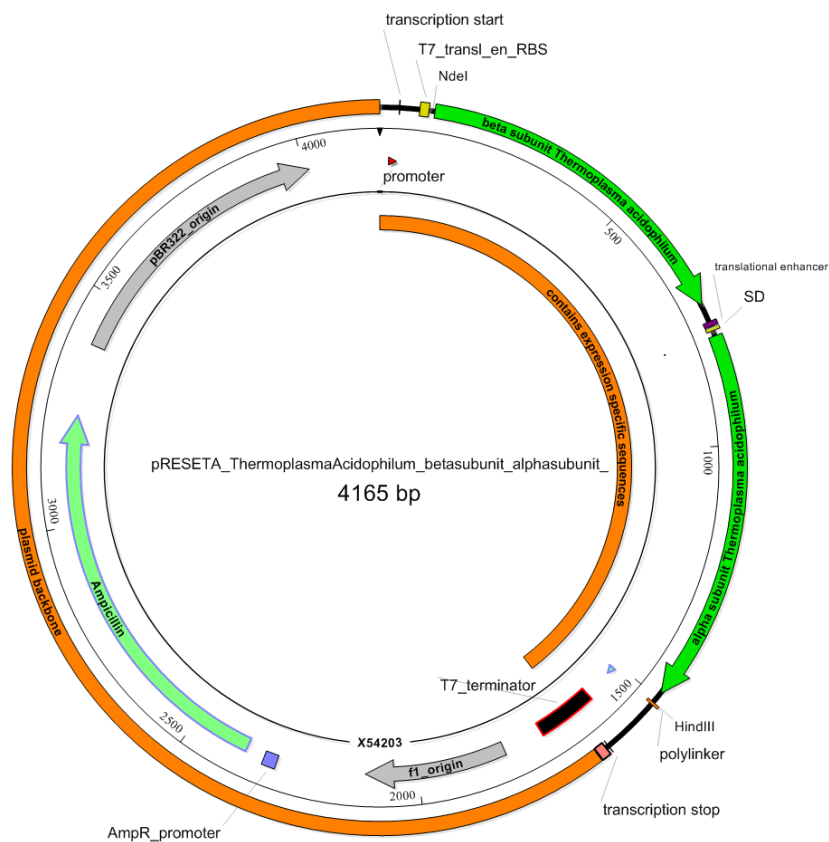 transcription start
T7_transl_en_RBS
NdeI
beta subunit Thermoplasma acidophilum
4000
promoter
pBR322_origin
500
3500
translational enhancer
SD
contains expression specific sequences
alpha subunit Thermoplasma acidophilum
1000
pRESETA_ThermoplasmaAcidophilum_betasubunit_alphasubunit_
4165 bp
3000
plasmid backbone
Ampicillin
T7_terminator
1500
HindIII
polylinker
2500
X54203
f1_origin
2000
transcription stop
AmpR_promoter